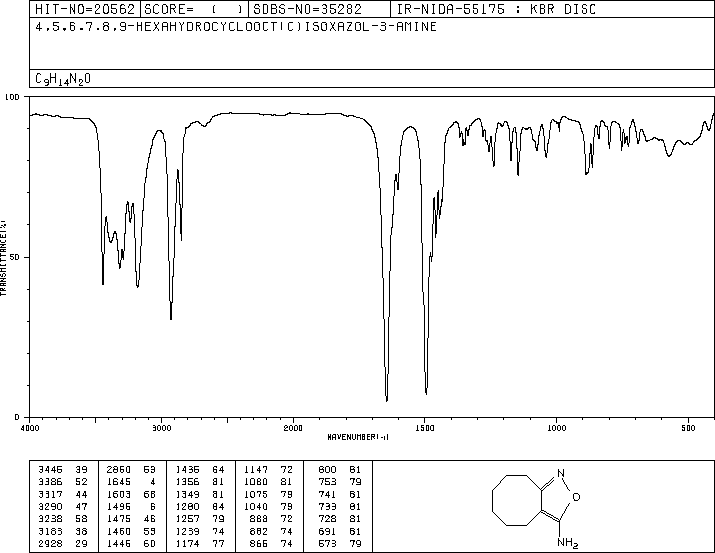 HIT-NO=20562 SCORE= ( ) SDBS-NO=35282 IR-NIDA-55175 : KBR DISC
4,5,6,7,8,9-HEXAHYDROCYCLOOCT(C)ISOXAZOL-3-AMINE
C9H14N2O
100
50
0
TRANSMITTANCE(%)
4000 3000 2000 1500 1000 500
WAVENUMBER(-1)
3446 39 2860 53 1436 64 1147 72 800 81
3386 52 1645 4 1356 81 1080 81 753 79
3317 44 1603 68 1349 81 1075 79 741 81
3290 47 1496 6 1280 84 1040 79 733 81
3238 58 1475 46 1257 79 888 72 728 81
3183 38 1460 55 1239 74 882 74 691 81
2928 29 1446 60 1174 77 866 74 573 79
N
O
NH2